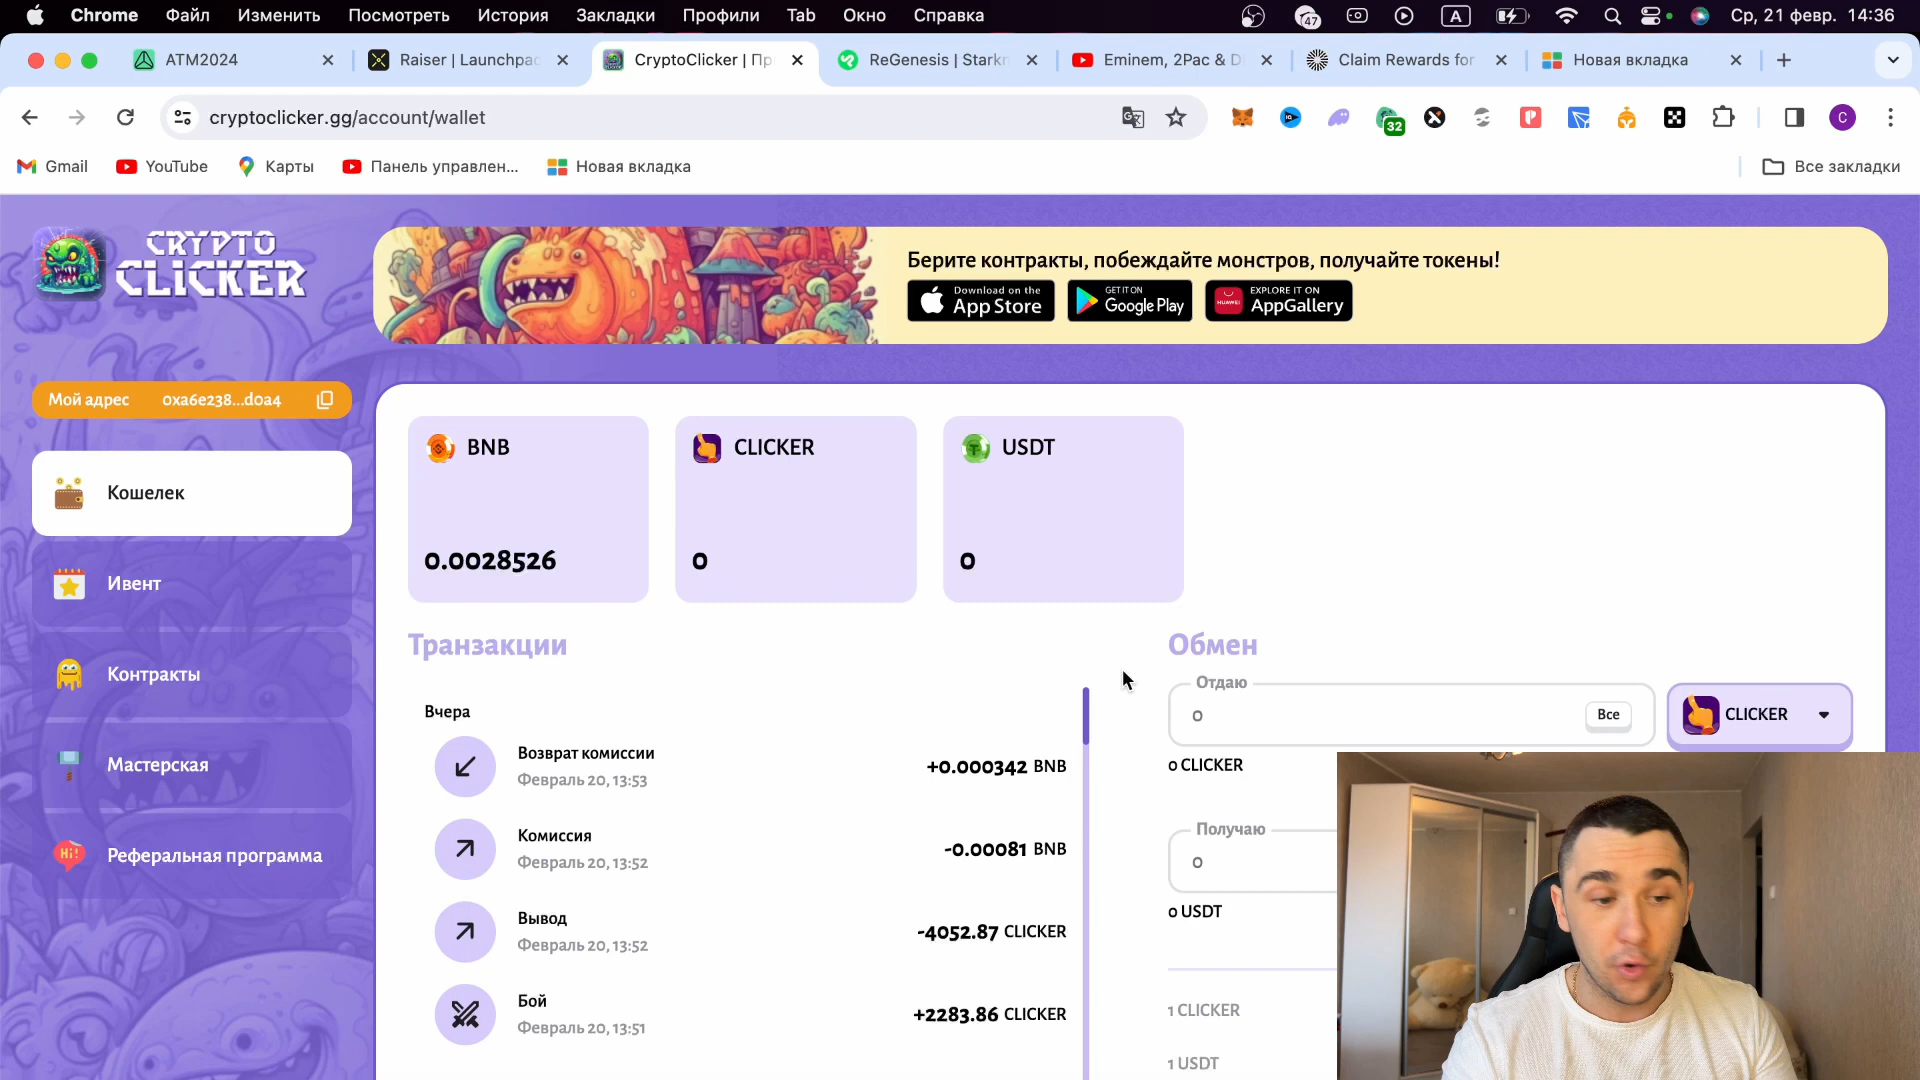 Chrome Файл Изменить Посмотреть История Закладки Профили Tab Окно Справка 47 A Ср, 21 февр. 14:36
ATM2024 Raiser | Launchpa CryptoClicker | Пр ReGenesis | Stark Eminem, 2Pac & D Claim Rewards for Новая вкладка
cryptoclicker.gg/account/wallet 32 C
Gmail YouTube Карты Панель управлен... Новая вкладка Все закладки
CRYPTO
CLICKER
Берите контракты, побеждайте монстров, получайте токены!
Download on the
App Store
GET IT ON
Google Play
HUAWEI
EXPLORE IT ON
AppGallery
Мой адрес 0xa6e238...d0a4
Кошелек
Ивент
Контракты
Мастерская
Hi!
Реферальная программа
BNB
0.0028526
CLICKER
0
USDT
0
Транзакции
Вчера
Возврат комиссии
Февраль 20, 13:53
+0.000342 BNB
Комиссия
Февраль 20, 13:52
-0.00081 BNB
Вывод
Февраль 20, 13:52
-4052.87 CLICKER
Бой
Февраль 20, 13:51
+2283.86 CLICKER
Обмен
Отдаю
0
Все
CLICKER
0 CLICKER
Получаю
0
0 USDT
1 CLICKER
1 USDT